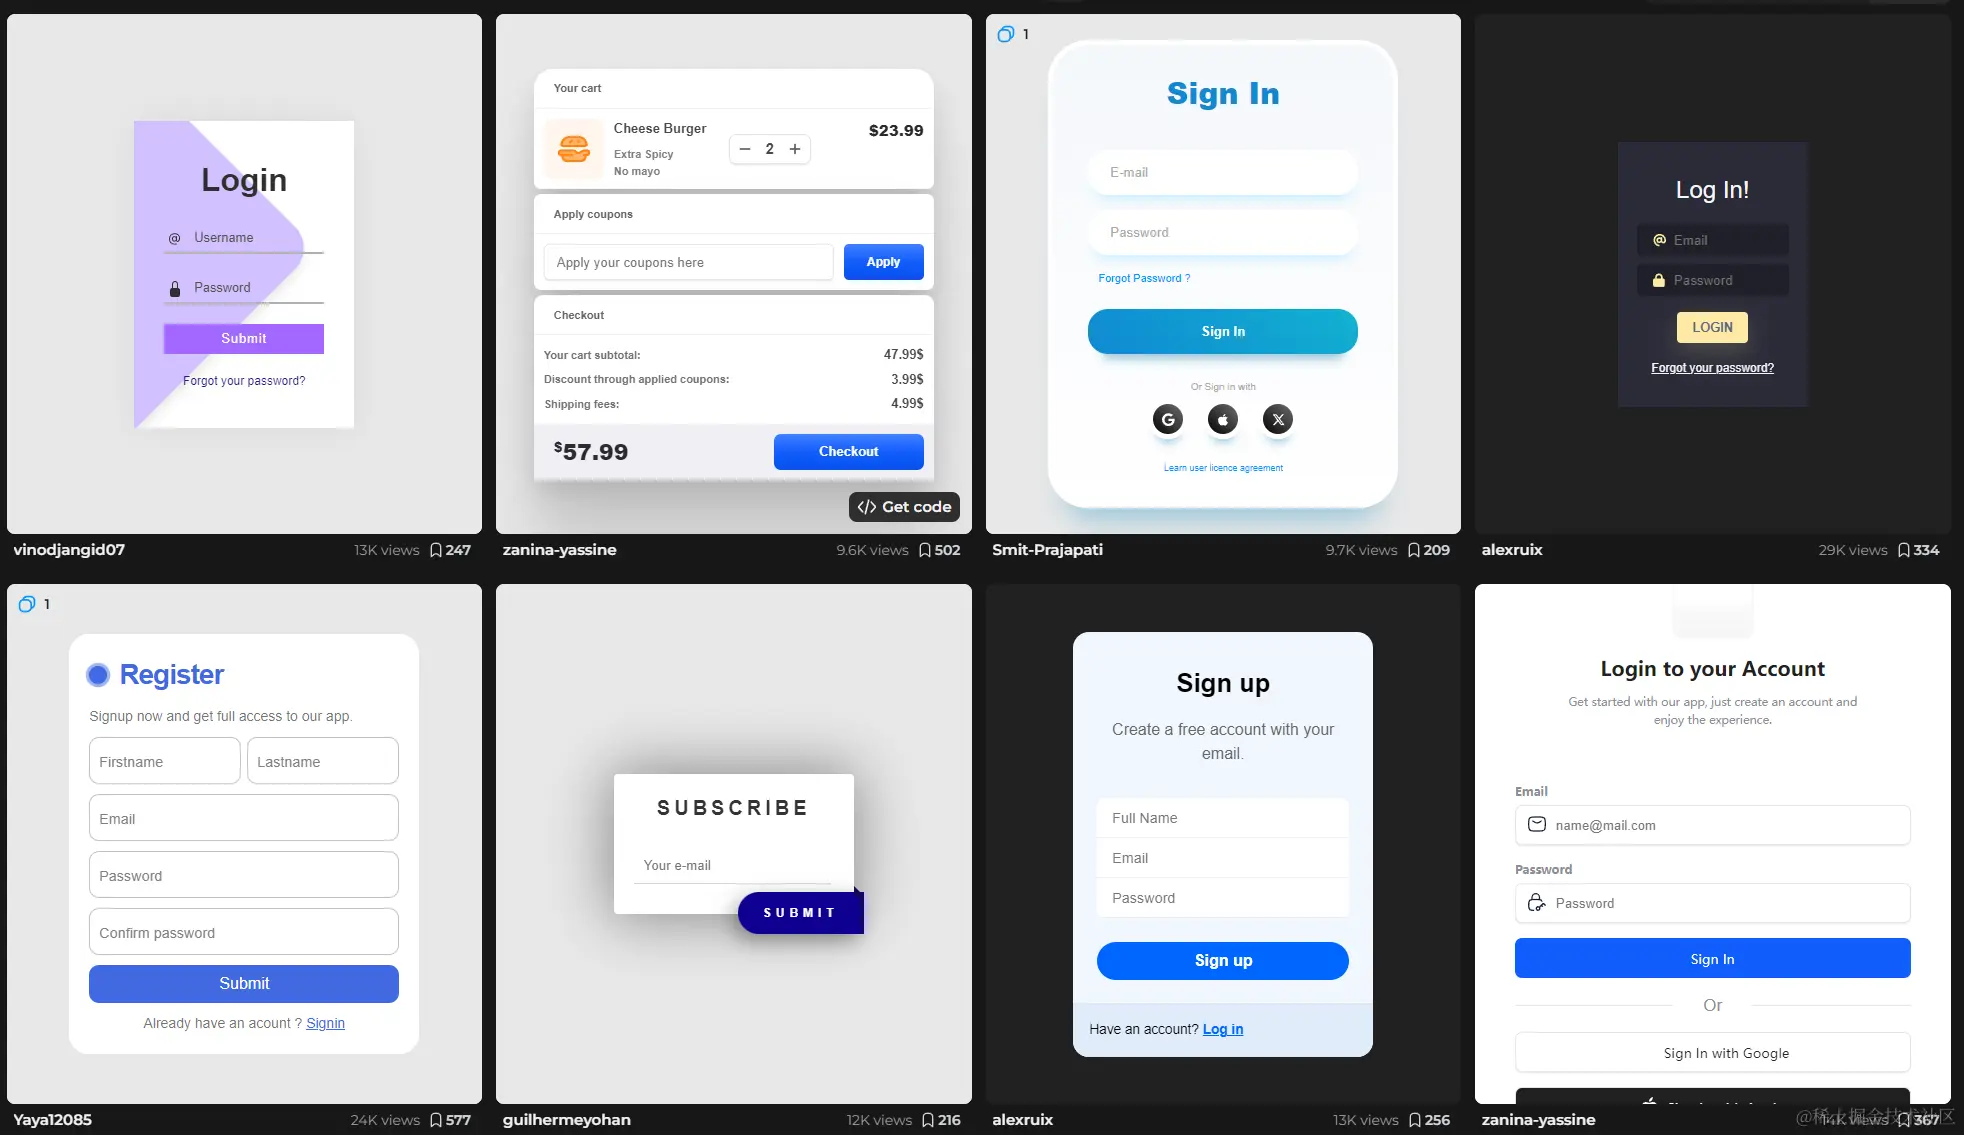 Login
@ Username
Password
Submit
Forgot your password?
vinodjangid07
13K views 247
Your cart
Cheese Burger
Extra Spicy
No mayo
2
$23.99
Apply coupons
Apply your coupons here
Apply
Checkout
Your cart subtotal: 47.99$
Discount through applied coupons: 3.99$
Shipping fees: 4.99$
$57.99
Checkout
</> Get code
zanina-yassine
9.6K views 502
1
Sign In
E-mail
Password
Forgot Password ?
Sign In
Or Sign in with
Learn user licence agreement
Smit-Prajapati
9.7K views 209
Log In!
@ Email
Password
LOGIN
Forgot your password?
alexruix
29K views 334
1
Register
Signup now and get full access to our app.
Firstname
Lastname
Email
Password
Confirm password
Submit
Already have an acount ? Signin
Yaya12085
24K views 577
SUBSCRIBE
Your e-mail
SUBMIT
guilhermeyohan
12K views 216
Sign up
Create a free account with your
email.
Full Name
Email
Password
Sign up
Have an account? Log in
alexruix
13K views 256
Login to your Account
Get started with our app, just create an account and
enjoy the experience.
Email
name@mail.com
Password
Password
Sign In
Or
Sign In with Google
zanina-yassine
14K views 367
@稀土掘金技术社区